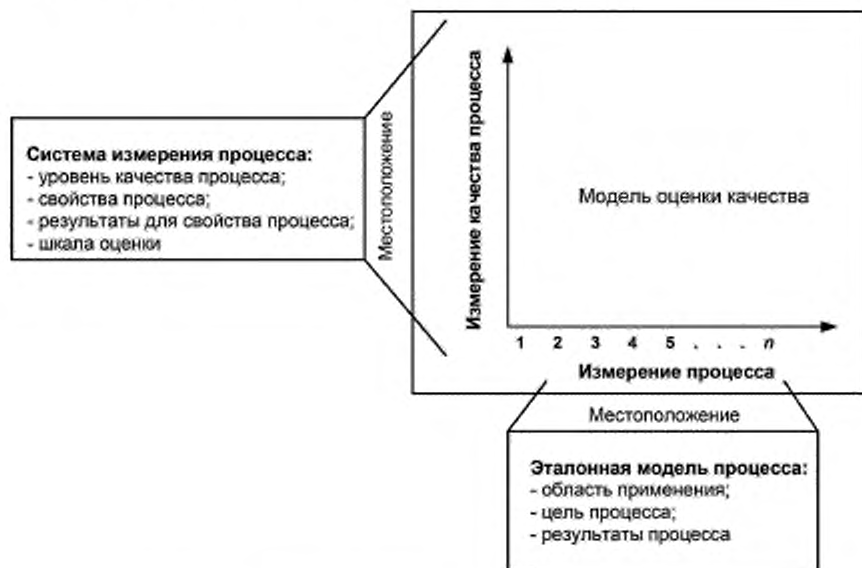 Система измерения процесса:
- уровень качества процесса;
- свойства процесса;
- результаты для свойства процесса;
- шкала оценки
Местоположение
Измерение качества процесса
Модель оценки качества
1 2 3 4 5 . . . n
Измерение процесса
Местоположение
Эталонная модель процесса:
- область применения;
- цель процесса;
- результаты процесса